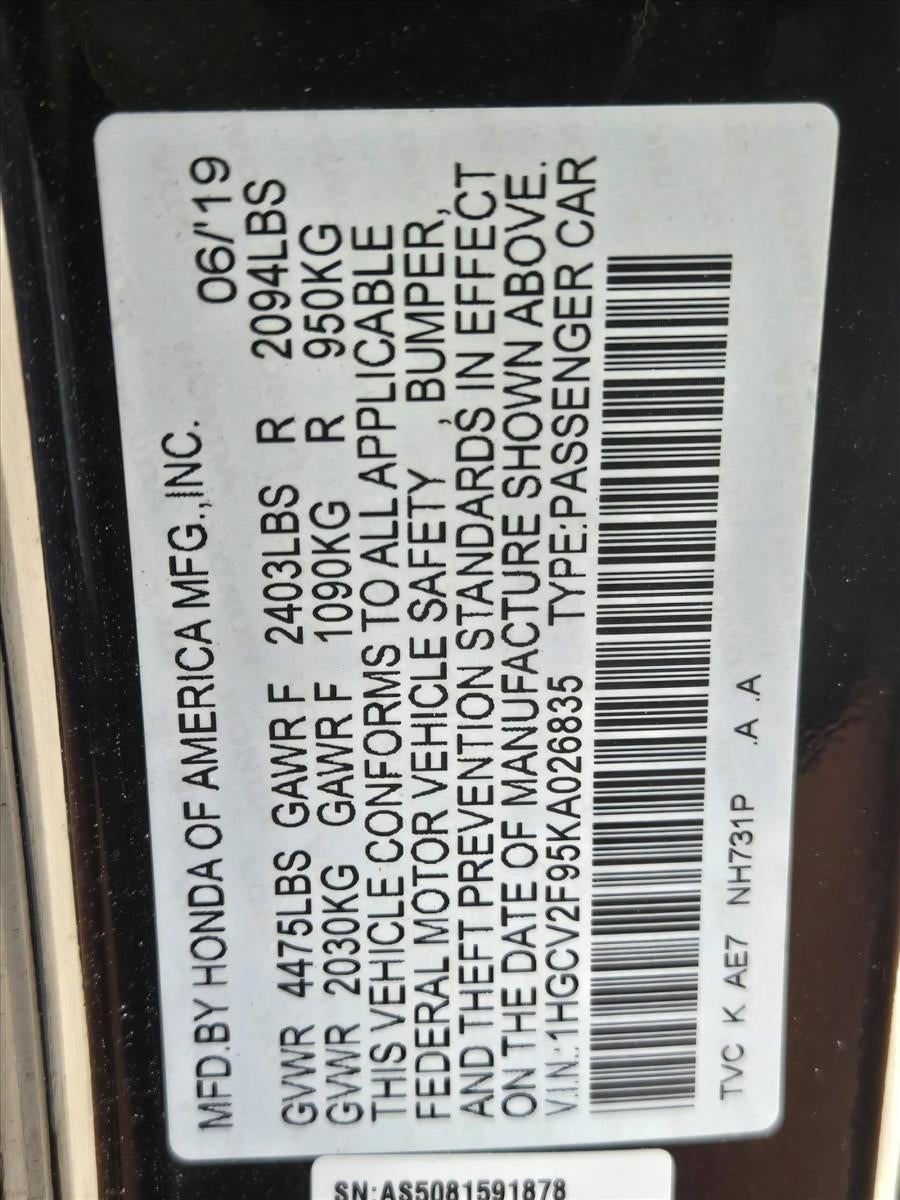 MFD.BY HONDA OF AMERICA MFG.,INC. 06/'19
GVWR 4475LBS GAWR F 2403LBS R 2094LBS
GVWR 2030KG GAWR F 1090KG R 950KG
THIS VEHICLE CONFORMS TO ALL APPLICABLE
FEDERAL MOTOR VEHICLE SAFETY , BUMPER,
AND THEFT PREVENTION STANDARDS IN EFFECT
ON THE DATE OF MANUFACTURE SHOWN ABOVE.
V.I.N.: 1HGCV2F95KA026835 TYPE:PASSENGER CAR
TVC K AE7 NH731P .A .A
SN:AS5081591878